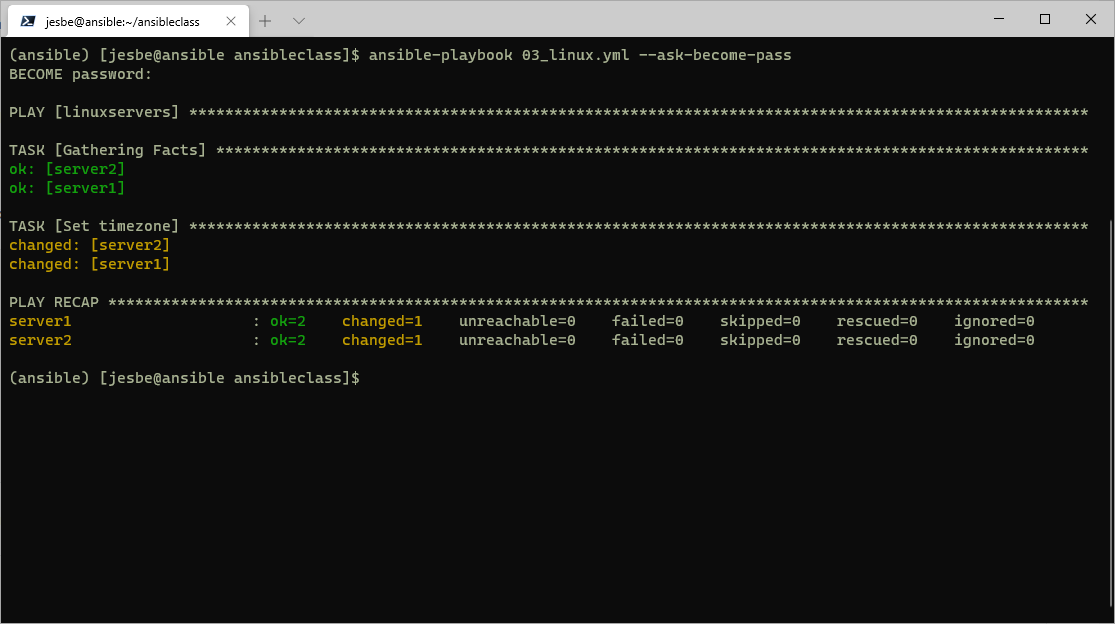 jesbe@ansible:~/ansibleclass
(ansible) [jesbe@ansible ansibleclass]$ ansible-playbook 03_linux.yml --ask-become-pass
BECOME password:
PLAY [linuxservers] ****************************************************************************************************
TASK [Gathering Facts] *************************************************************************************************
ok: [server2]
ok: [server1]
TASK [Set timezone] ****************************************************************************************************
changed: [server2]
changed: [server1]
PLAY RECAP *************************************************************************************************************
server1                    : ok=2    changed=1    unreachable=0    failed=0    skipped=0    rescued=0    ignored=0
server2                    : ok=2    changed=1    unreachable=0    failed=0    skipped=0    rescued=0    ignored=0
(ansible) [jesbe@ansible ansibleclass]$